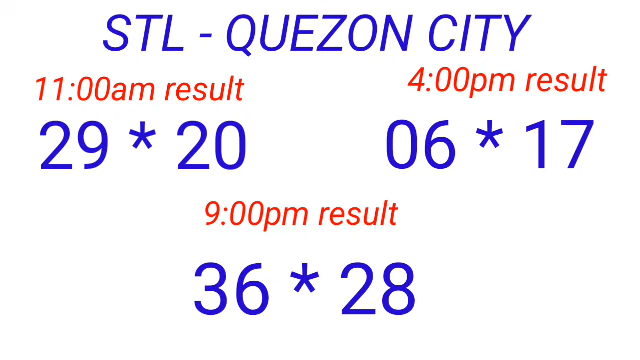 STL - QUEZON CITY
11:00am result
29 * 20
4:00pm result
06 * 17
9:00pm result
36 * 28